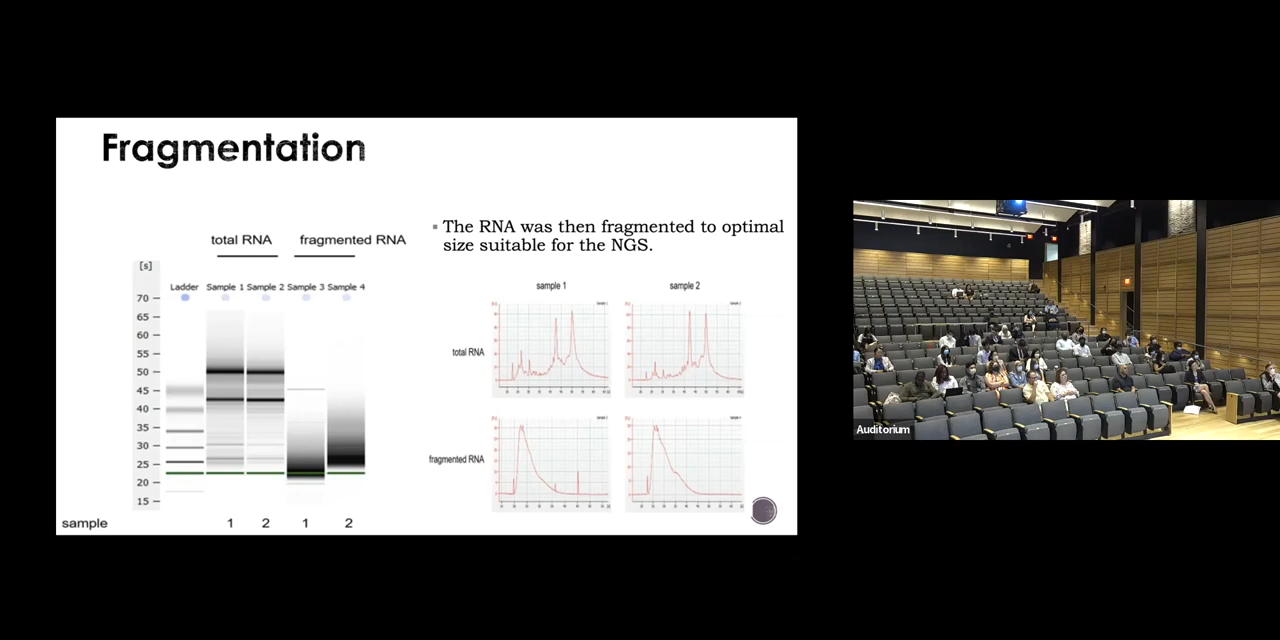 Fragmentation
total RNA
fragmented RNA
[s]
Ladder
Sample 1
Sample 2
Sample 3
Sample 4
70
65
60
55
50
45
40
35
30
25
20
15
sample
1
2
1
2
The RNA was then fragmented to optimal
size suitable for the NGS.
sample 1
sample 2
total RNA
fragmented RNA
Auditorium